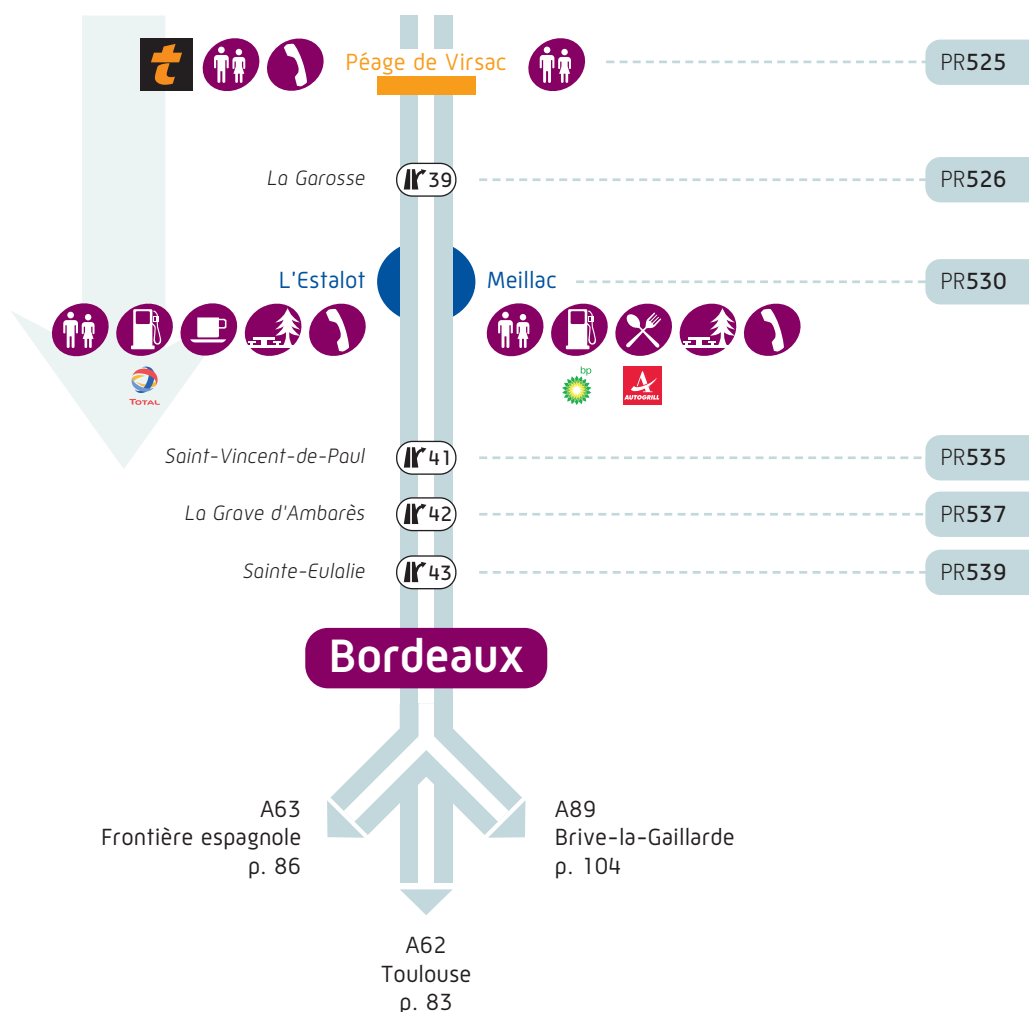 t
Péage de Virsac
PR525
La Garosse
39
PR526
L'Estalot
Meillac
PR530
TOTAL
bp
AUTOGRILL
Saint-Vincent-de-Paul
41
PR535
La Grave d'Ambarès
42
PR537
Sainte-Eulalie
43
PR539
Bordeaux
A63
Frontière espagnole
p. 86
A89
Brive-la-Gaillarde
p. 104
A62
Toulouse
p. 83